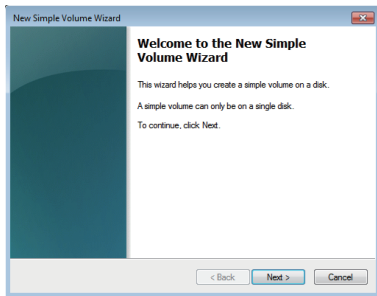 New Simple Volume Wizard
Welcome to the New Simple
Volume Wizard
This wizard helps you create a simple volume on a disk.
A simple volume can only be on a single disk.
To continue, click Next.
< Back
Next >
Cancel